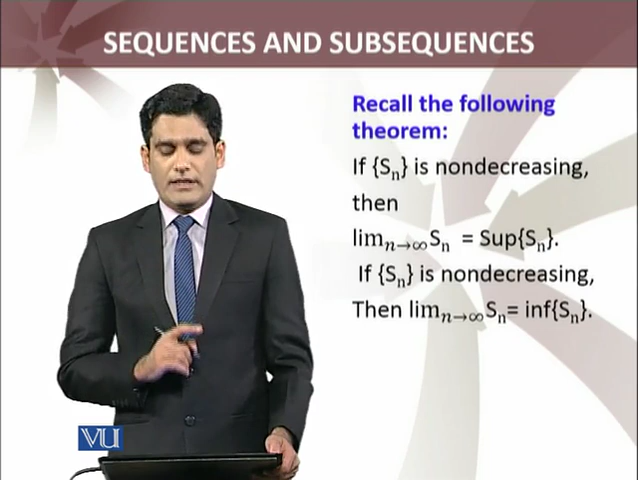 SEQUENCES AND SUBSEQUENCES
Recall the following
theorem:
If {Sₙ} is nondecreasing,
then
limₙ→∞ Sₙ = Sup{Sₙ}.
If {Sₙ} is nondecreasing,
Then limₙ→∞ Sₙ= inf{Sₙ}.
VU